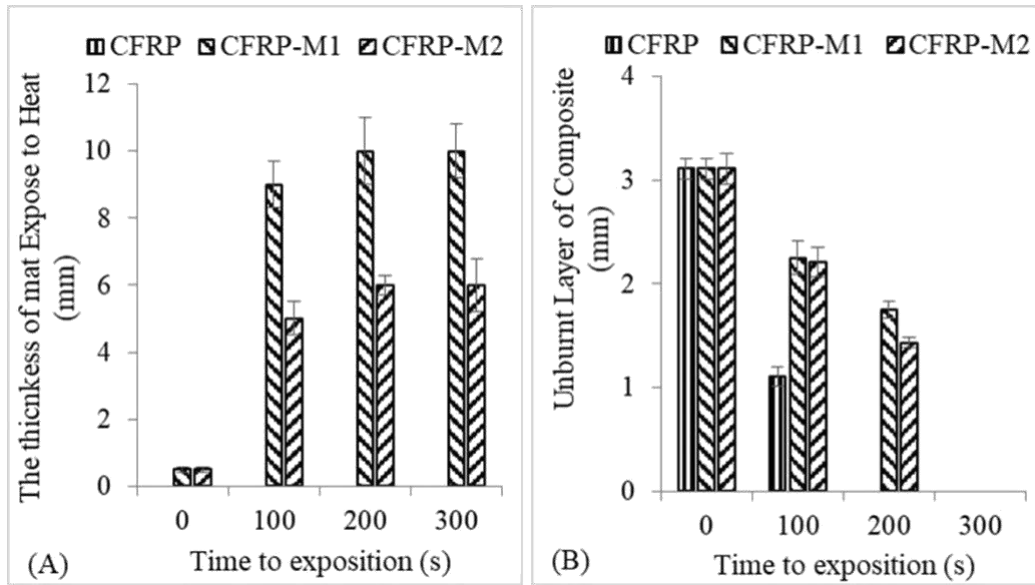 CFRP CFRP-M1 CFRP-M2
The thicnkess of mat Expose to Heat
(mm)
12
10
8
6
4
2
0
0 100 200 300
Time to exposition (s)
(A)
CFRP CFRP-M1 CFRP-M2
Unburnt Layer of Composite
(mm)
4
3
2
1
0
0 100 200 300
Time to exposition (s)
(B)